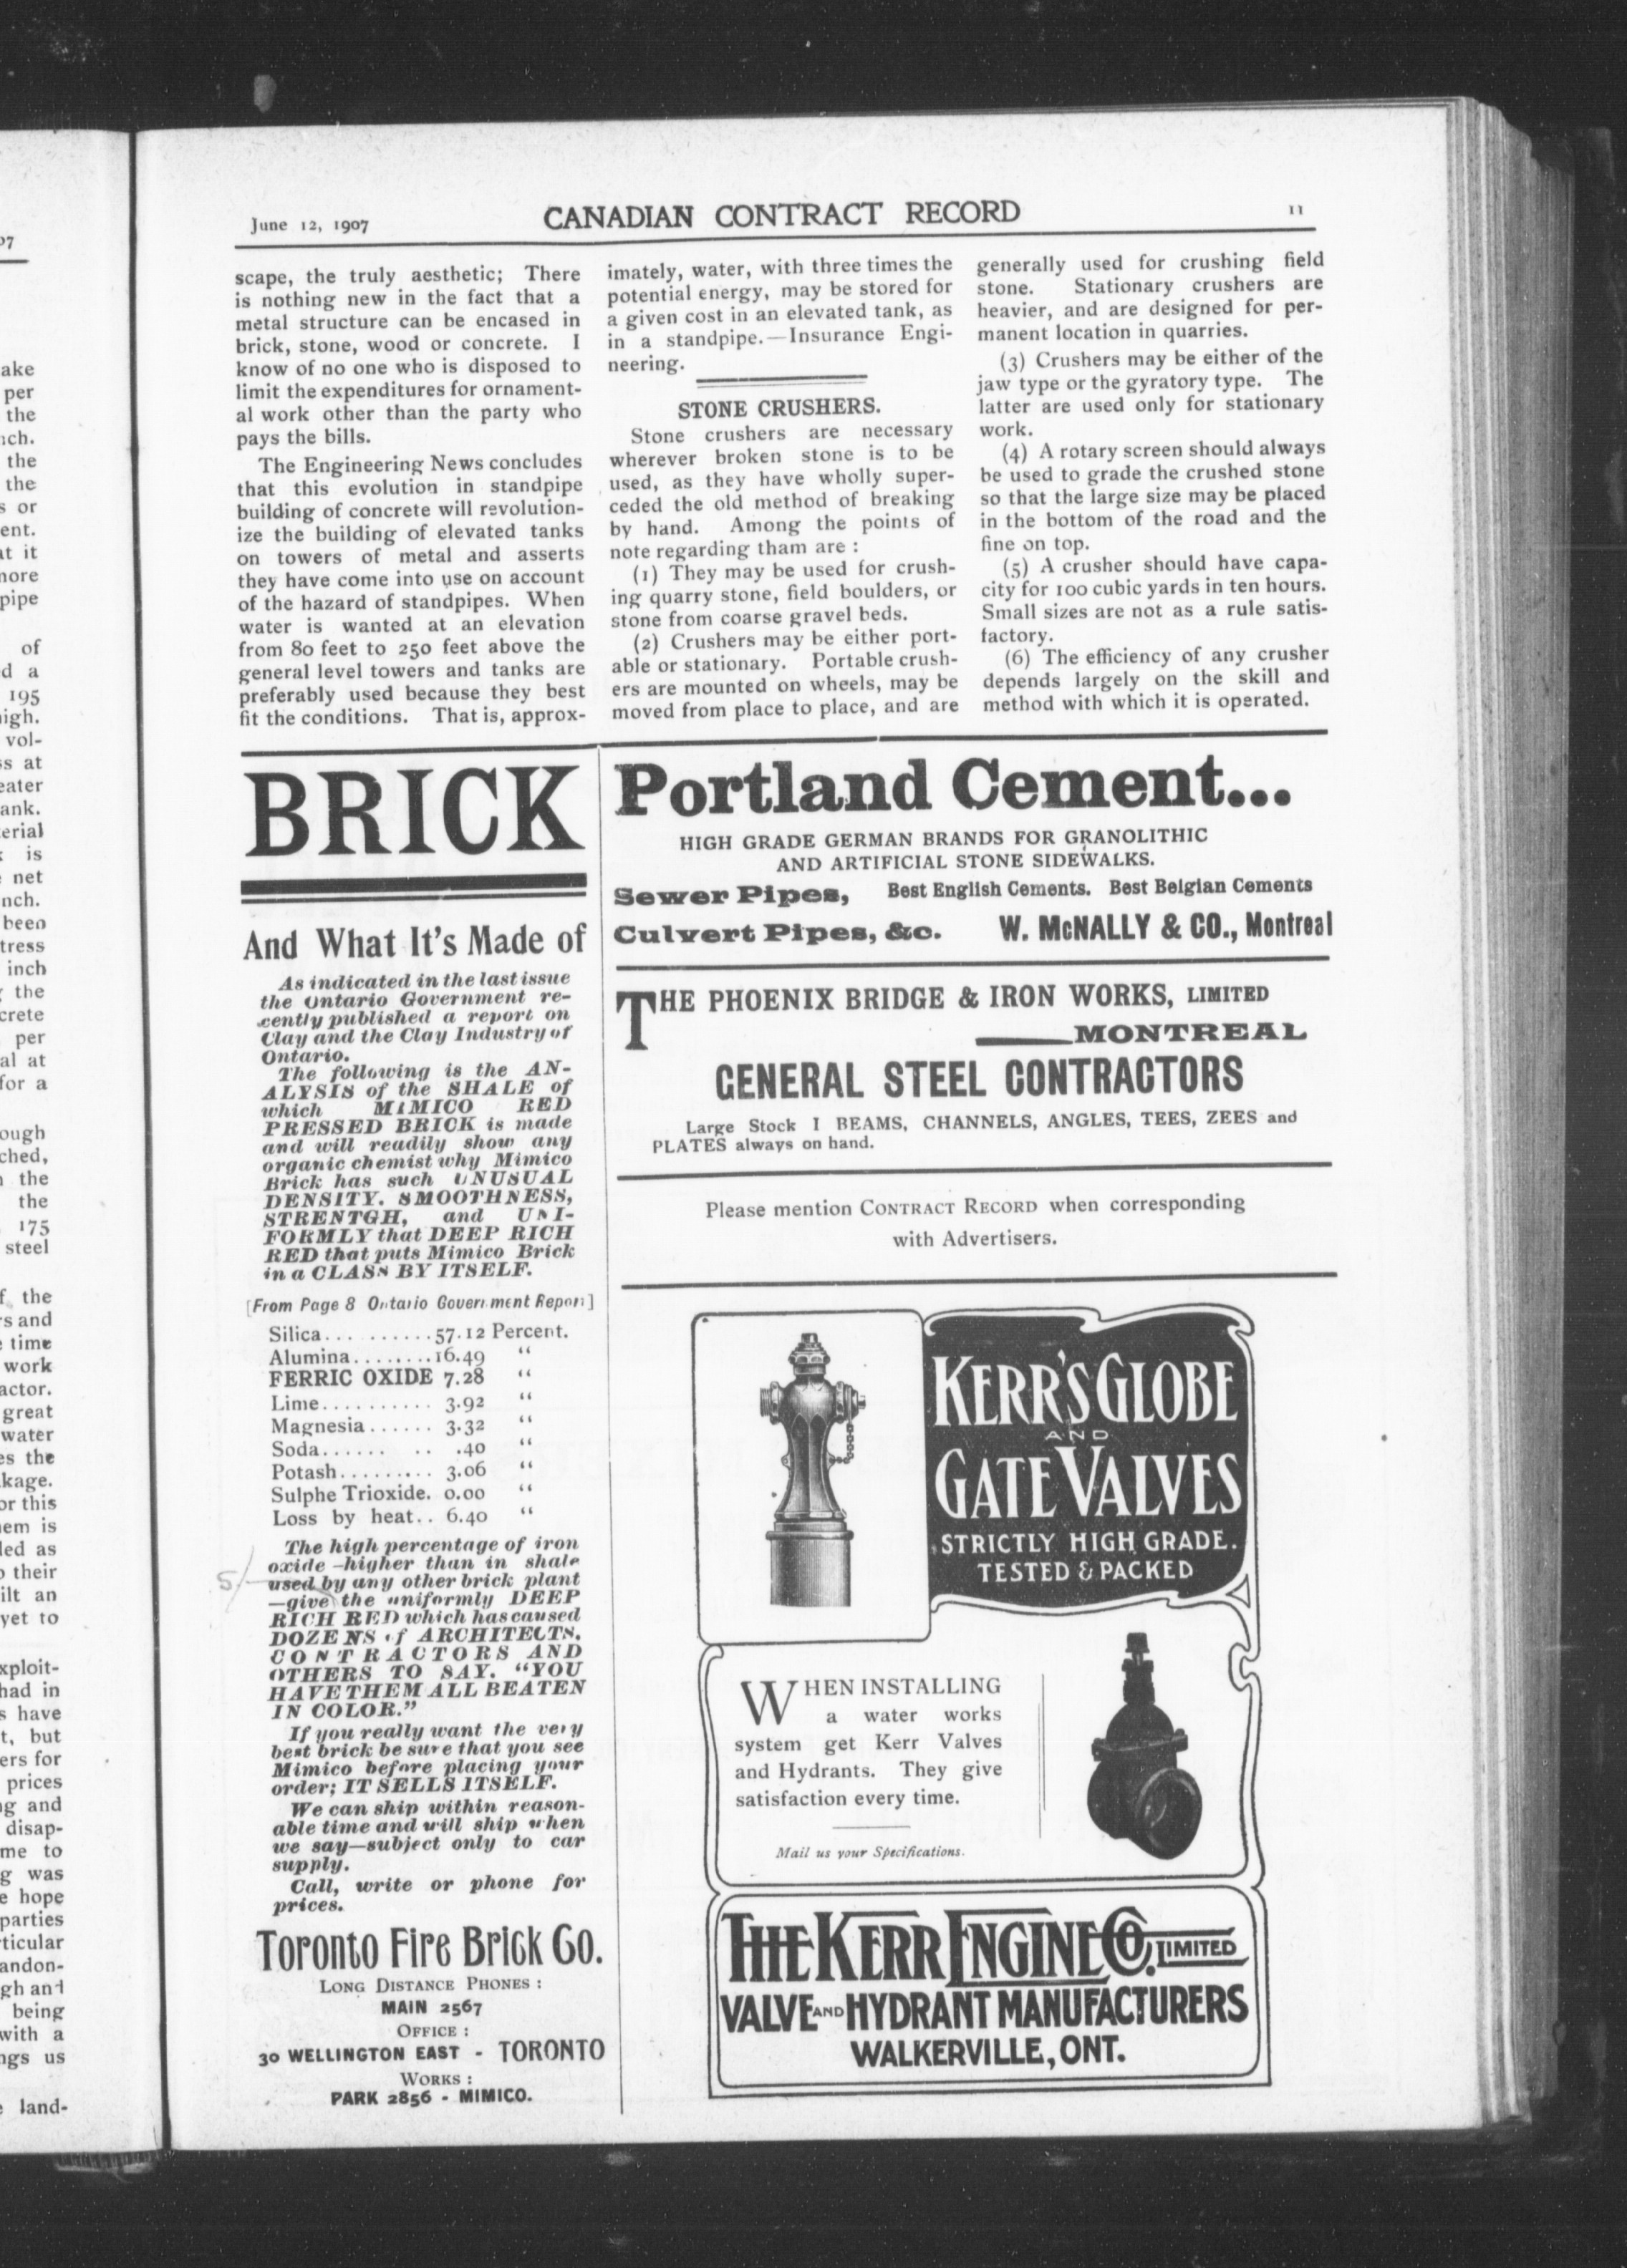 June 12, 1907
CANADIAN CONTRACT RECORD
11
scape, the truly aesthetic; There
is nothing new in the fact that a
metal structure can be encased in
brick, stone, wood or concrete. I
know of no one who is disposed to
limit the expenditures for ornament-
al work other than the party who
pays the bills.
The Engineering News concludes
that this evolution in standpipe
building of concrete will revolution-
ize the building of elevated tanks
on towers of metal and asserts
they have come into use on account
of the hazard of standpipes. When
water is wanted at an elevation
from 80 feet to 250 feet above the
general level towers and tanks are
preferably used because they best
fit the conditions. That is, approx-
imately, water, with three times the
potential energy, may be stored for
a given cost in an elevated tank, as
in a standpipe.—Insurance Engi-
neering.
STONE CRUSHERS.
Stone crushers are necessary
wherever broken stone is to be
used, as they have wholly super-
ceded the old method of breaking
by hand. Among the points of
note regarding tham are :
(1) They may be used for crush-
ing quarry stone, field boulders, or
stone from coarse gravel beds.
(2) Crushers may be either port-
able or stationary. Portable crush-
ers are mounted on wheels, may be
moved from place to place, and are
generally used for crushing field
stone. Stationary crushers are
heavier, and are designed for per-
manent location in quarries.
(3) Crushers may be either of the
jaw type or the gyratory type. The
latter are used only for stationary
work.
(4) A rotary screen should always
be used to grade the crushed stone
so that the large size may be placed
in the bottom of the road and the
fine on top.
(5) A crusher should have capa-
city for 100 cubic yards in ten hours.
Small sizes are not as a rule satis-
factory.
(6) The efficiency of any crusher
depends largely on the skill and
method with which it is operated.
BRICK
And What It's Made of
As indicated in the last issue
the Ontario Government re-
cently published a report on
Clay and the Clay Industry of
Ontario.
The following is the AN-
ALYSIS of the SHALE of
which MIMICO RED
PRESSED BRICK is made
and will readily show any
organic chemist why Mimico
Brick has such UNUSUAL
DENSITY. SMOOTHNESS,
STRENTGH, and UNI-
FORMLY that DEEP RICH
RED that puts Mimico Brick
in a CLASS BY ITSELF.
[From Page 8 Ontario Government Report]
Silica... .......... 57.12 Percent.
Alumina........ 16.49 "
FERRIC OXIDE 7.28 "
Lime.......... 3.92 "
Magnesia...... 3.32 "
Soda...... .. .40 "
Potash......... 3.06 "
Sulphe Trioxide. 0.00 "
Loss by heat.. 6.40 "
The high percentage of iron
oxide—higher than in shale
used by any other brick plant
—give the uniformly DEEP
RICH RED which has caused
DOZENS of ARCHITECTS,
CONTRACTORS AND
OTHERS TO SAY. "YOU
HAVE THEM ALL BEATEN
IN COLOR."
If you really want the very
best brick be sure that you see
Mimico before placing your
order; IT SELLS ITSELF.
We can ship within reason-
able time and will ship when
we say—subject only to car
supply.
Call, write or phone for
prices.
Toronto Fire Brick Co.
LONG DISTANCE PHONES :
MAIN 2567
OFFICE :
30 WELLINGTON EAST - TORONTO
WORKS :
PARK 2856 - MIMICO.
Portland Cement...
HIGH GRADE GERMAN BRANDS FOR GRANOLITHIC
AND ARTIFICIAL STONE SIDEWALKS.
Sewer Pipes, Best English Cements. Best Belgian Cements
Culvert Pipes, &c. W. McNALLY & CO., Montreal
THE PHOENIX BRIDGE & IRON WORKS, LIMITED
MONTREAL
GENERAL STEEL CONTRACTORS
Large Stock I BEAMS, CHANNELS, ANGLES, TEES, ZEES and
PLATES always on hand.
Please mention CONTRACT RECORD when corresponding
with Advertisers.
KERR'S GLOBE
AND
GATE VALVES
STRICTLY HIGH GRADE.
TESTED & PACKED
WHEN INSTALLING
a water works
system get Kerr Valves
and Hydrants. They give
satisfaction every time.
Mail us your Specifications.
THE KERR ENGINE CO. LIMITED
VALVE AND HYDRANT MANUFACTURERS
WALKERVILLE, ONT.